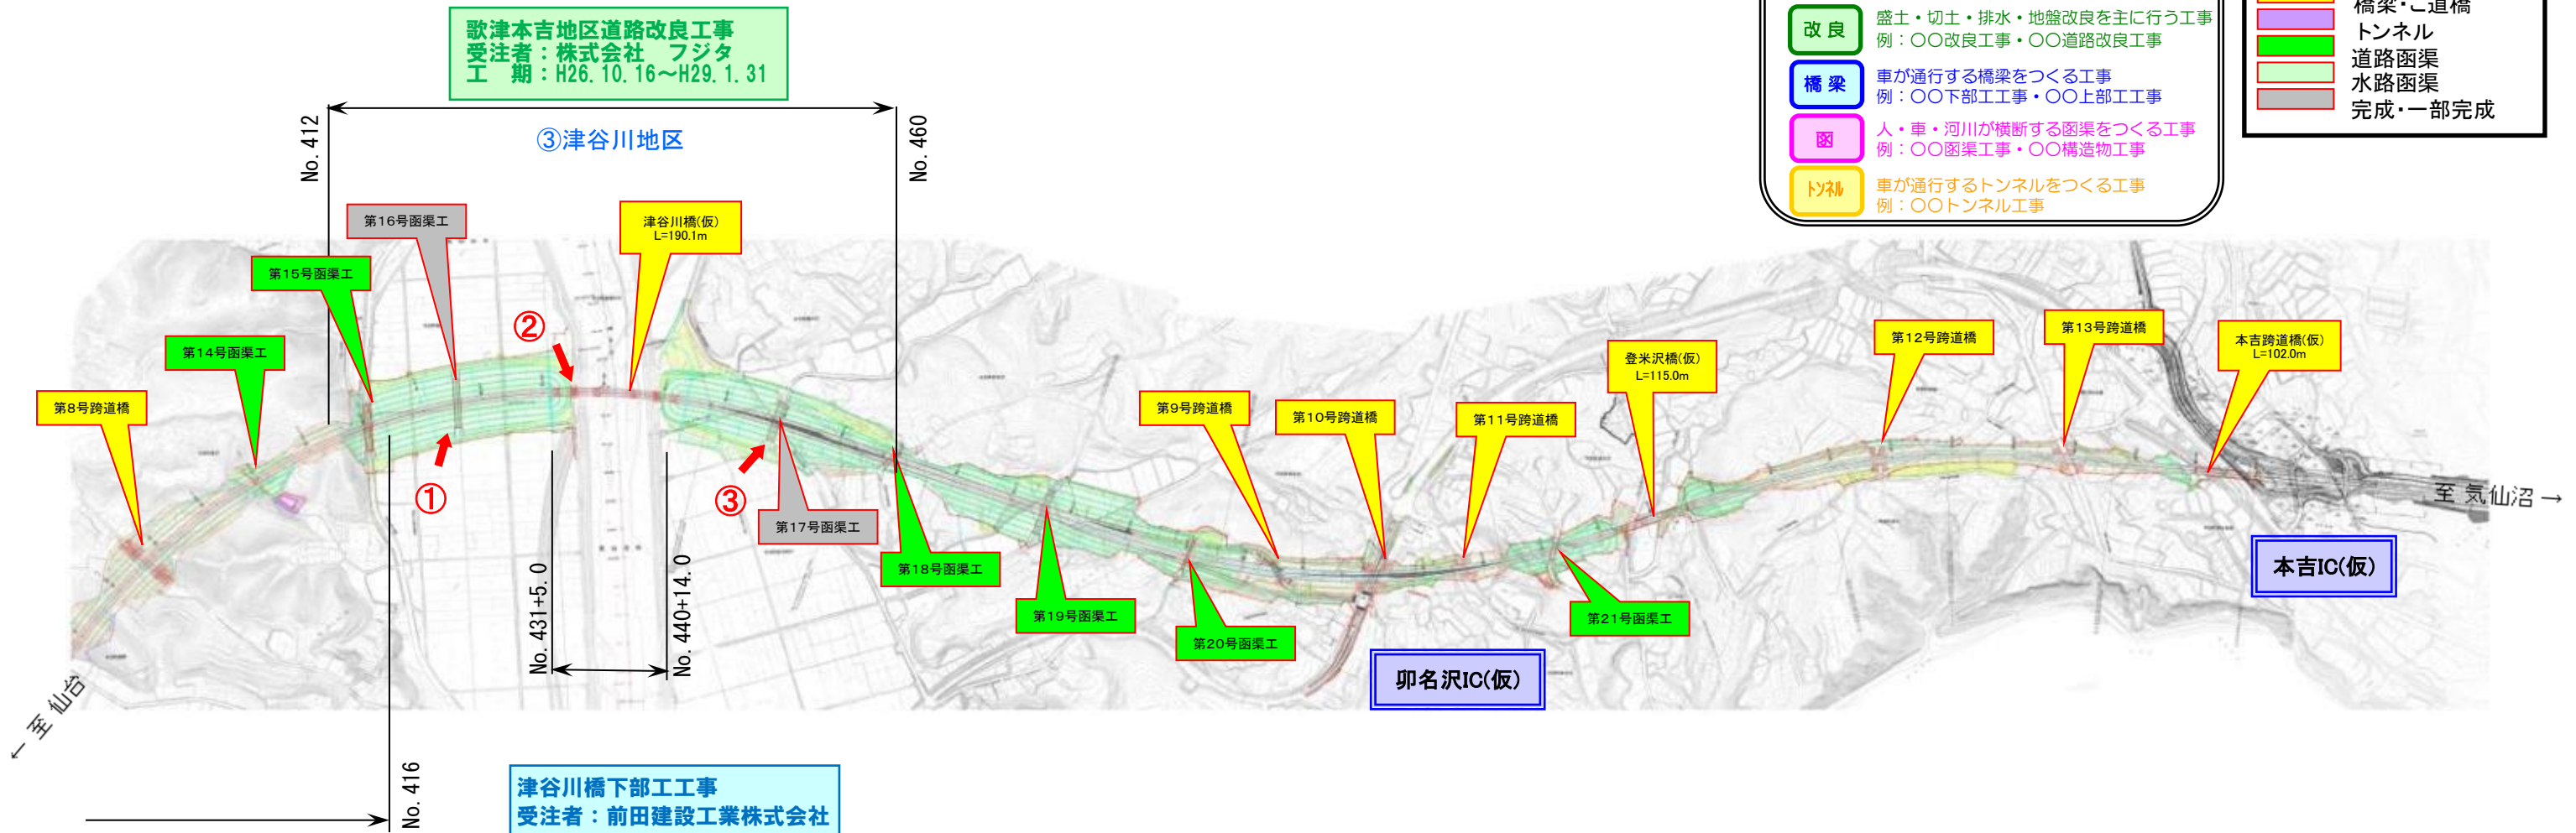 歌津本吉地区道路改良工事
受注者：株式会社　フジタ
工　期：H26.10.16～H29.1.31
改 良
盛土・切土・排水・地盤改良を主に行う工事
例：〇〇改良工事・〇〇道路改良工事
橋 梁
車が通行する橋梁をつくる工事
例：〇〇下部工工事・〇〇上部工工事
函
人・車・河川が横断する函渠をつくる工事
例：〇〇函渠工事・〇〇構造物工事
トンネル
車が通行するトンネルをつくる工事
例：〇〇トンネル工事
橋梁・こ道橋
トンネル
道路函渠
水路函渠
完成・一部完成
No.412
③津谷川地区
No.460
第16号函渠工
津谷川橋(仮)
L=190.1m
第15号函渠工
第14号函渠工
第8号跨道橋
②
①
③
第17号函渠工
第18号函渠工
第19号函渠工
第20号函渠工
第9号跨道橋
第10号跨道橋
第11号跨道橋
登米沢橋(仮)
L=115.0m
第21号函渠工
第12号跨道橋
第13号跨道橋
本吉跨道橋(仮)
L=102.0m
至 気仙沼 →
本吉IC(仮)
卯名沢IC(仮)
No.431+5.0
No.440+14.0
← 至 仙台
No.416
津谷川橋下部工工事
受注者：前田建設工業株式会社